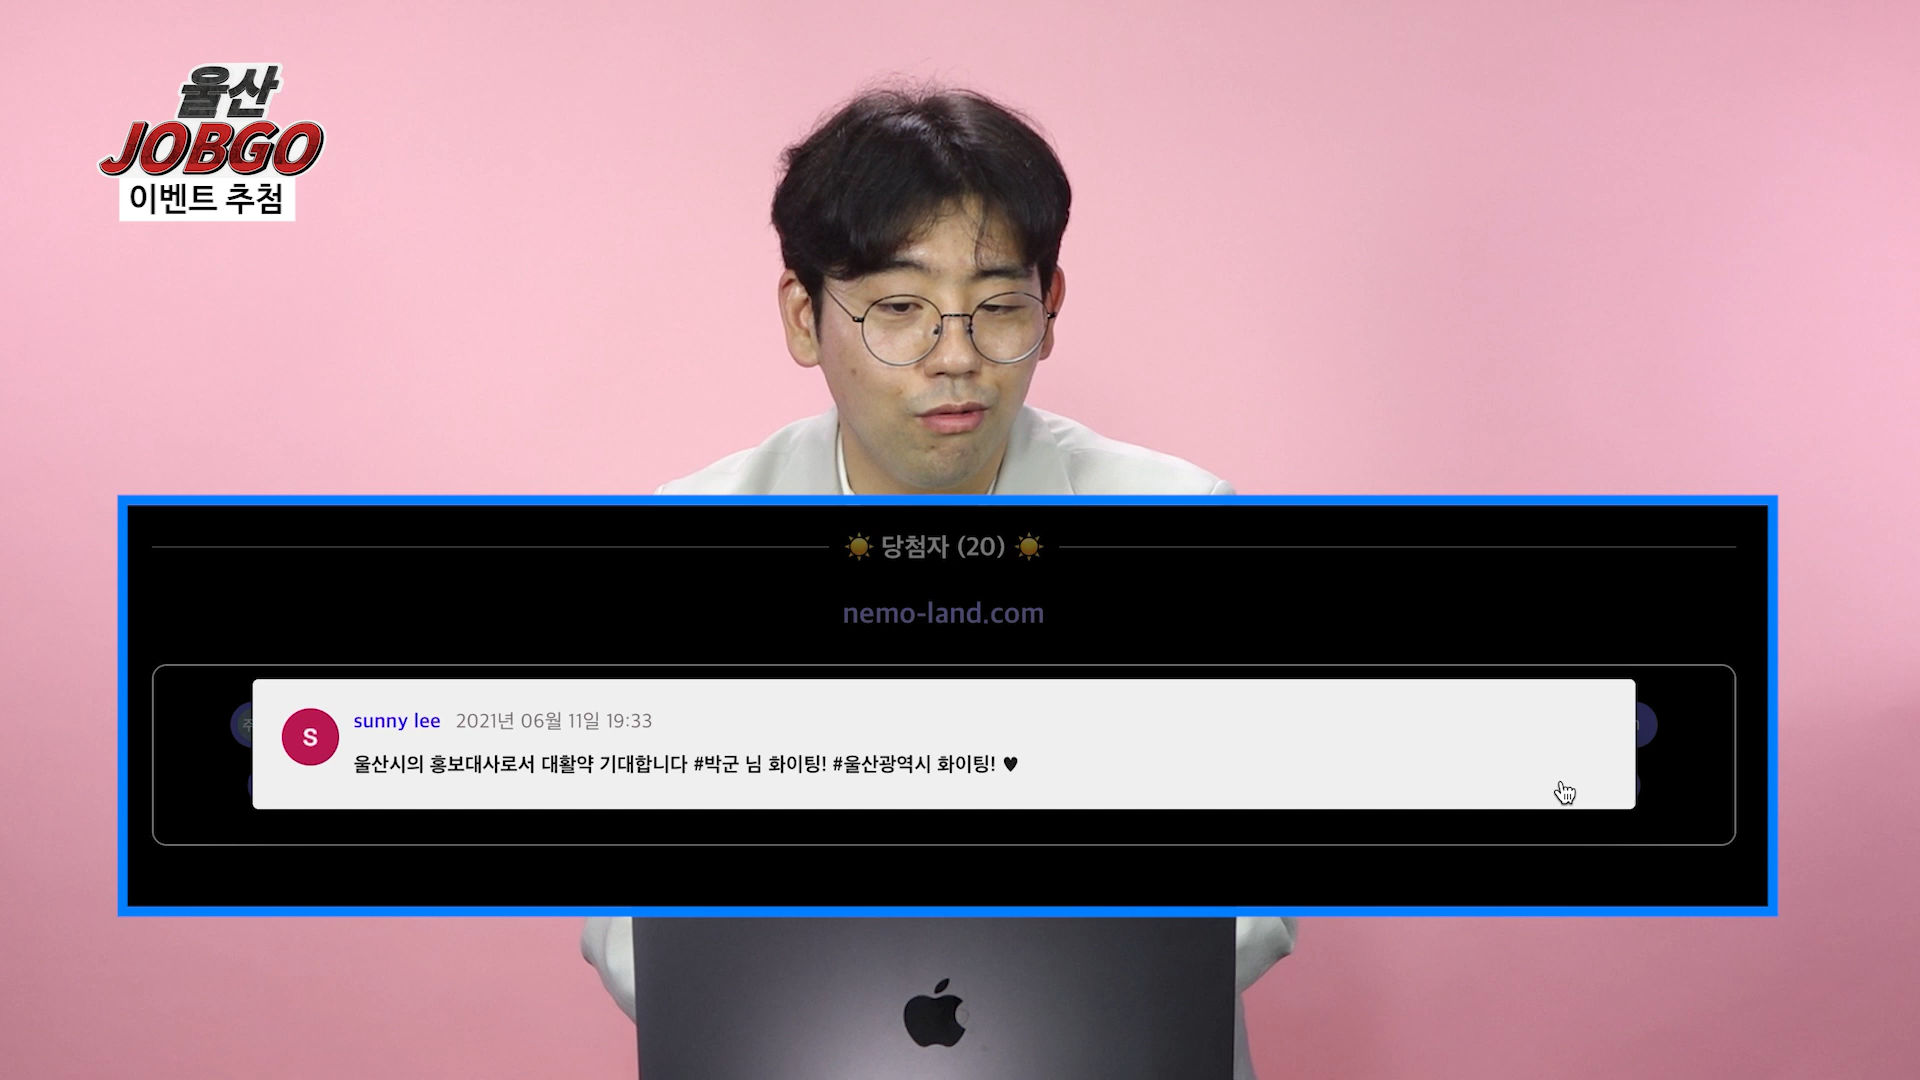 울산
JOBGO
이벤트 추첨
당첨자 (20)
nemo-land.com
S
sunny lee 2021년 06월 11일 19:33
울산시의 홍보대사로서 대활약 기대합니다 #박군 님 화이팅! #울산광역시 화이팅! ♥